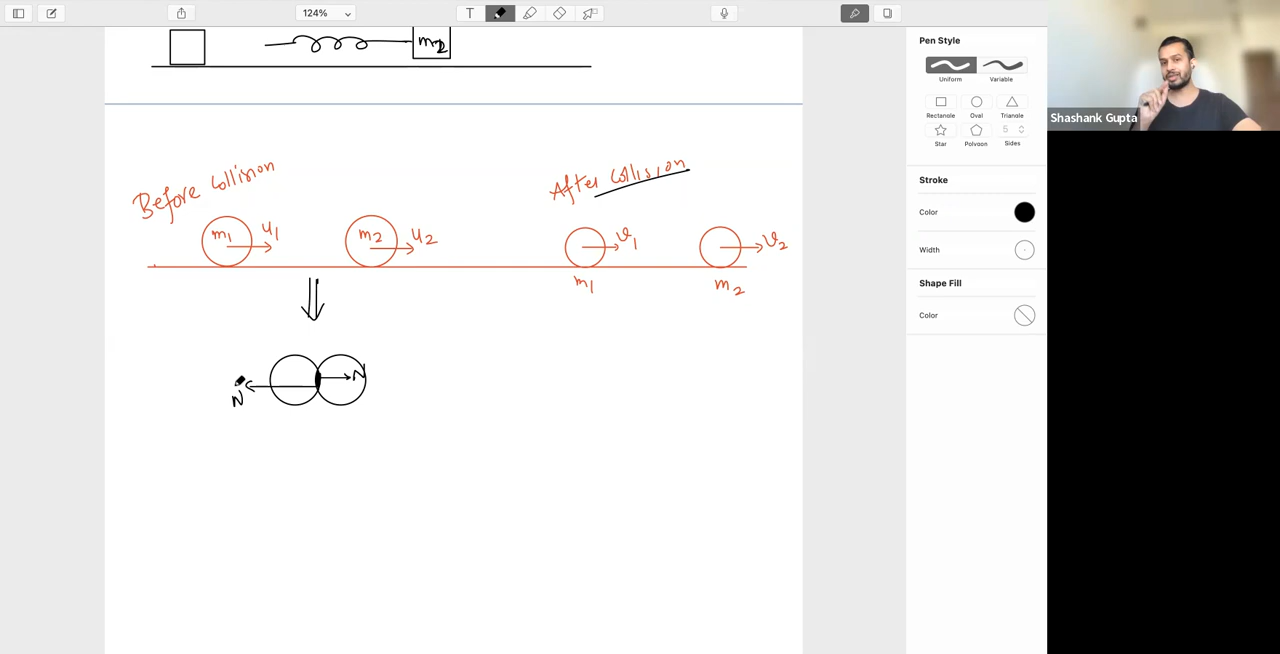 124%
T
Pen Style
Uniform
Variable
Rectangle
Oval
Triangle
Star
Polygon
5
Sides
Stroke
Color
Width
Shape Fill
Color
Shashank Gupta
m2
Before collision
After collision
m1
u1
m2
u2
v1
v2
m1
m2
N
N